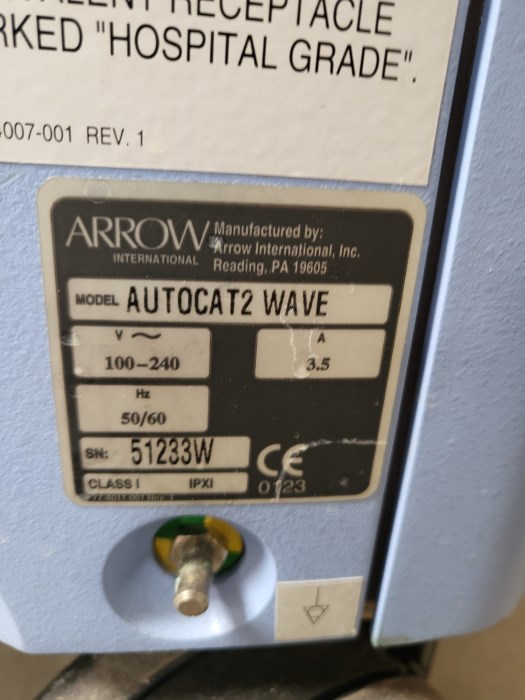 RECEPTACLE
"HOSPITAL GRADE".
007-001 REV. 1
ARROW
INTERNATIONAL
Manufactured by:
Arrow International, Inc.
Reading, PA 19605
MODEL AUTOCAT2 WAVE
V ~
100-240
A
3.5
Hz
50/60
SN: 51233W
CE
0123
CLASS I IPXI